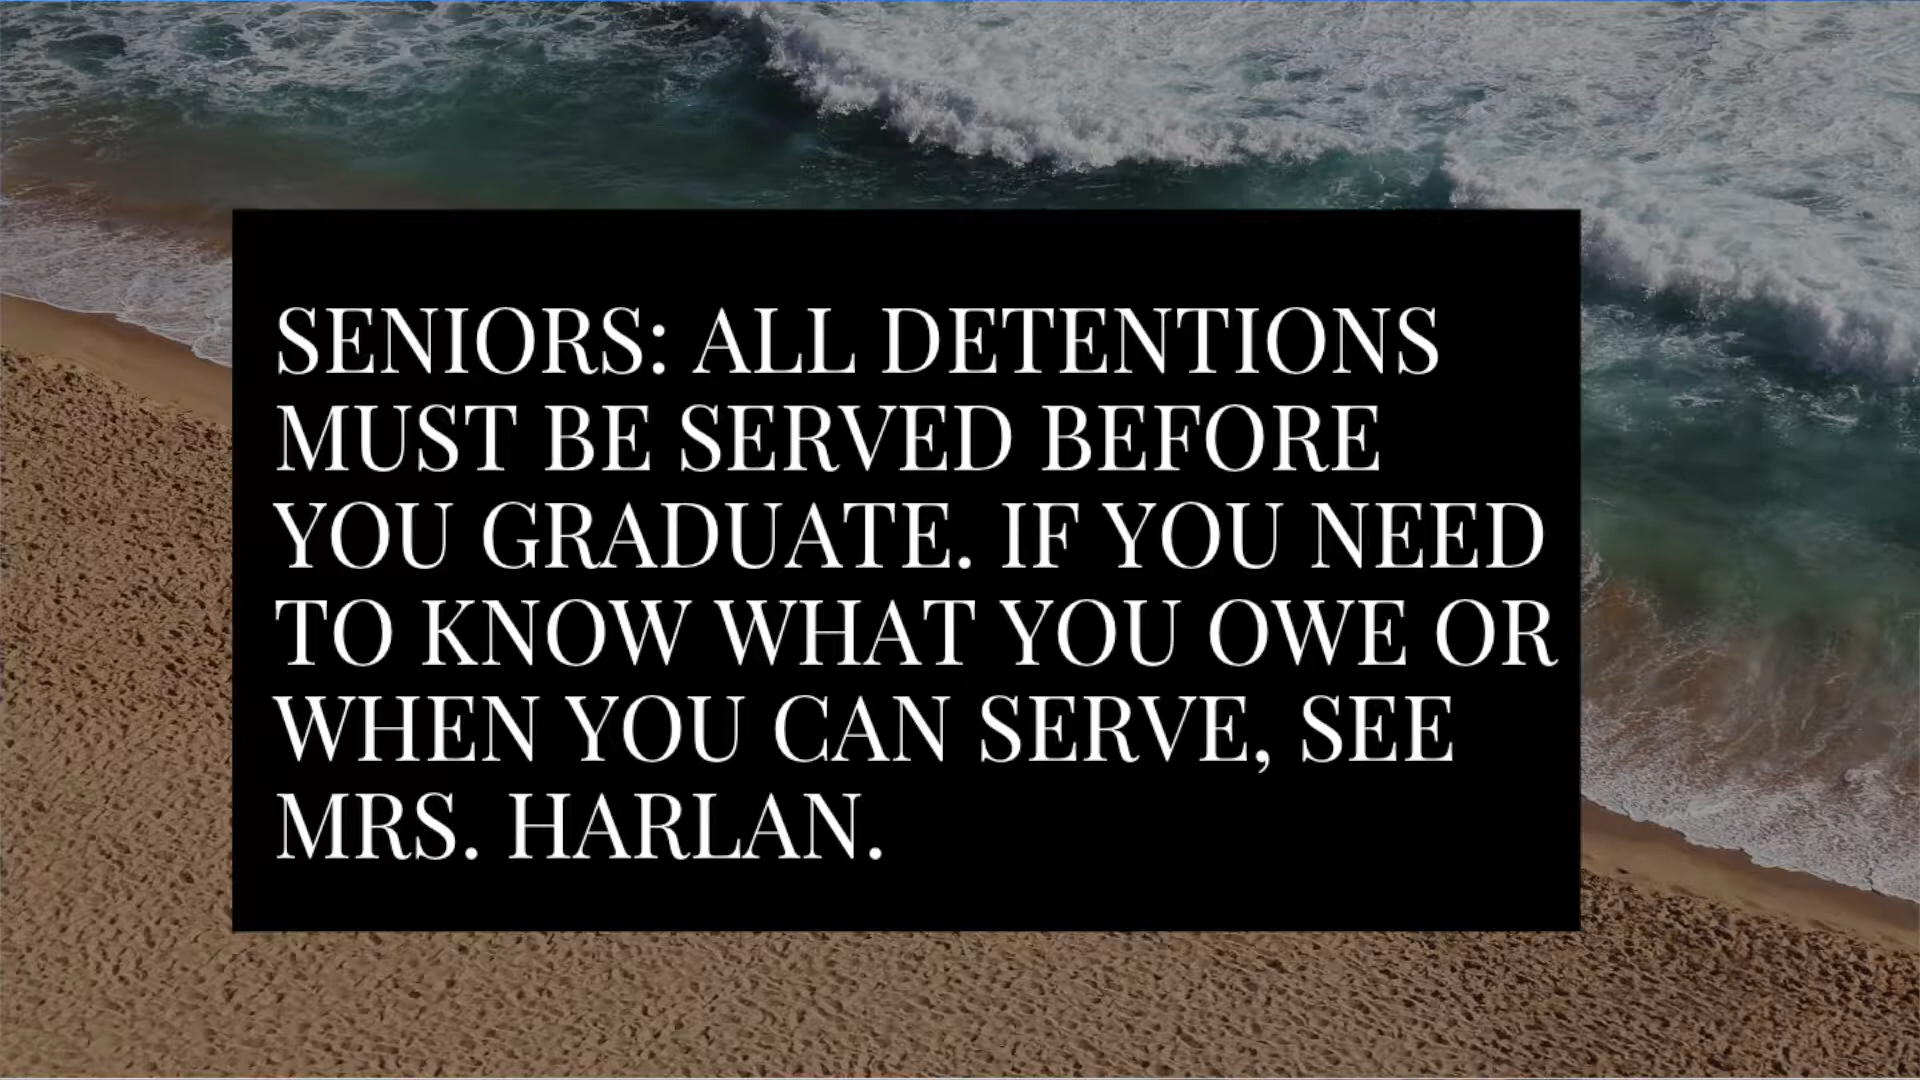 SENIORS: ALL DETENTIONS
MUST BE SERVED BEFORE
YOU GRADUATE. IF YOU NEED
TO KNOW WHAT YOU OWE OR
WHEN YOU CAN SERVE, SEE
MRS. HARLAN.